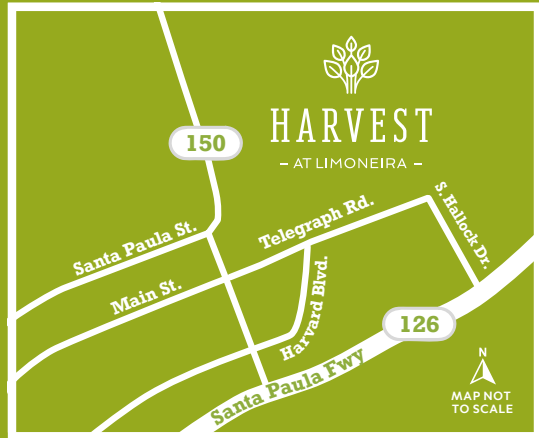 150
HARVEST
– AT LIMONEIRA –
Santa Paula St.
Telegraph Rd.
S. Hallock Dr.
Main St.
Harvard Blvd.
126
Santa Paula Fwy
N
MAP NOT
TO SCALE